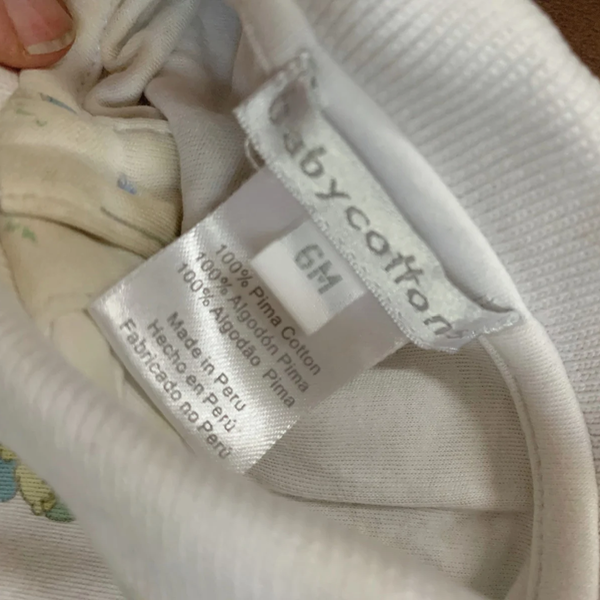 babycotton
6M
100% Pima Cotton
100% Algodón Pima
100% Algodão Pima
Made in Peru
Hecho en Perú
Fabricado no Perú